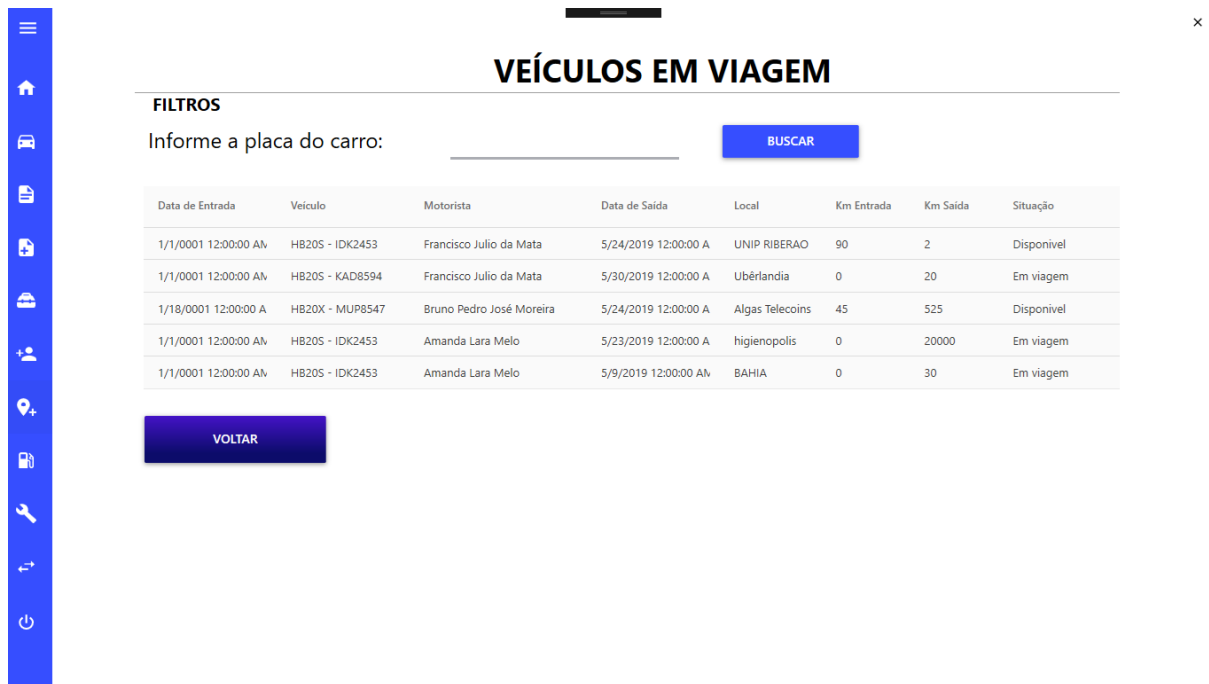 VEÍCULOS EM VIAGEM
FILTROS
Informe a placa do carro: BUSCAR
Data de Entrada Veículo Motorista Data de Saída Local Km Entrada Km Saída Situação
1/1/0001 12:00:00 AM HB20S - IDK2453 Francisco Julio da Mata 5/24/2019 12:00:00 A UNIP RIBERAO 90 2 Disponivel
1/1/0001 12:00:00 AM HB20S - KAD8594 Francisco Julio da Mata 5/30/2019 12:00:00 A Ubêrlandia 0 20 Em viagem
1/18/0001 12:00:00 A HB20X - MUP8547 Bruno Pedro José Moreira 5/24/2019 12:00:00 A Algas Telecoins 45 525 Disponivel
1/1/0001 12:00:00 AM HB20S - IDK2453 Amanda Lara Melo 5/23/2019 12:00:00 A higienopolis 0 20000 Em viagem
1/1/0001 12:00:00 AM HB20S - IDK2453 Amanda Lara Melo 5/9/2019 12:00:00 AM BAHIA 0 30 Em viagem
VOLTAR